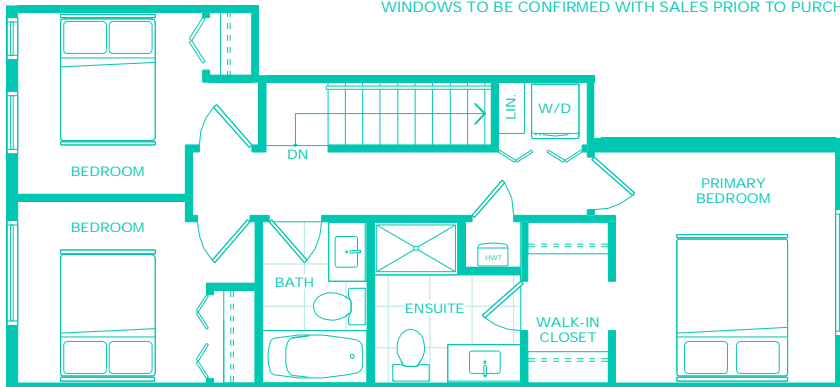 WINDOWS TO BE CONFIRMED WITH SALES PRIOR TO PURCH
LIN.
W/D
DN
BEDROOM
PRIMARY
BEDROOM
BEDROOM
HWT
BATH
ENSUITE
WALK-IN
CLOSET